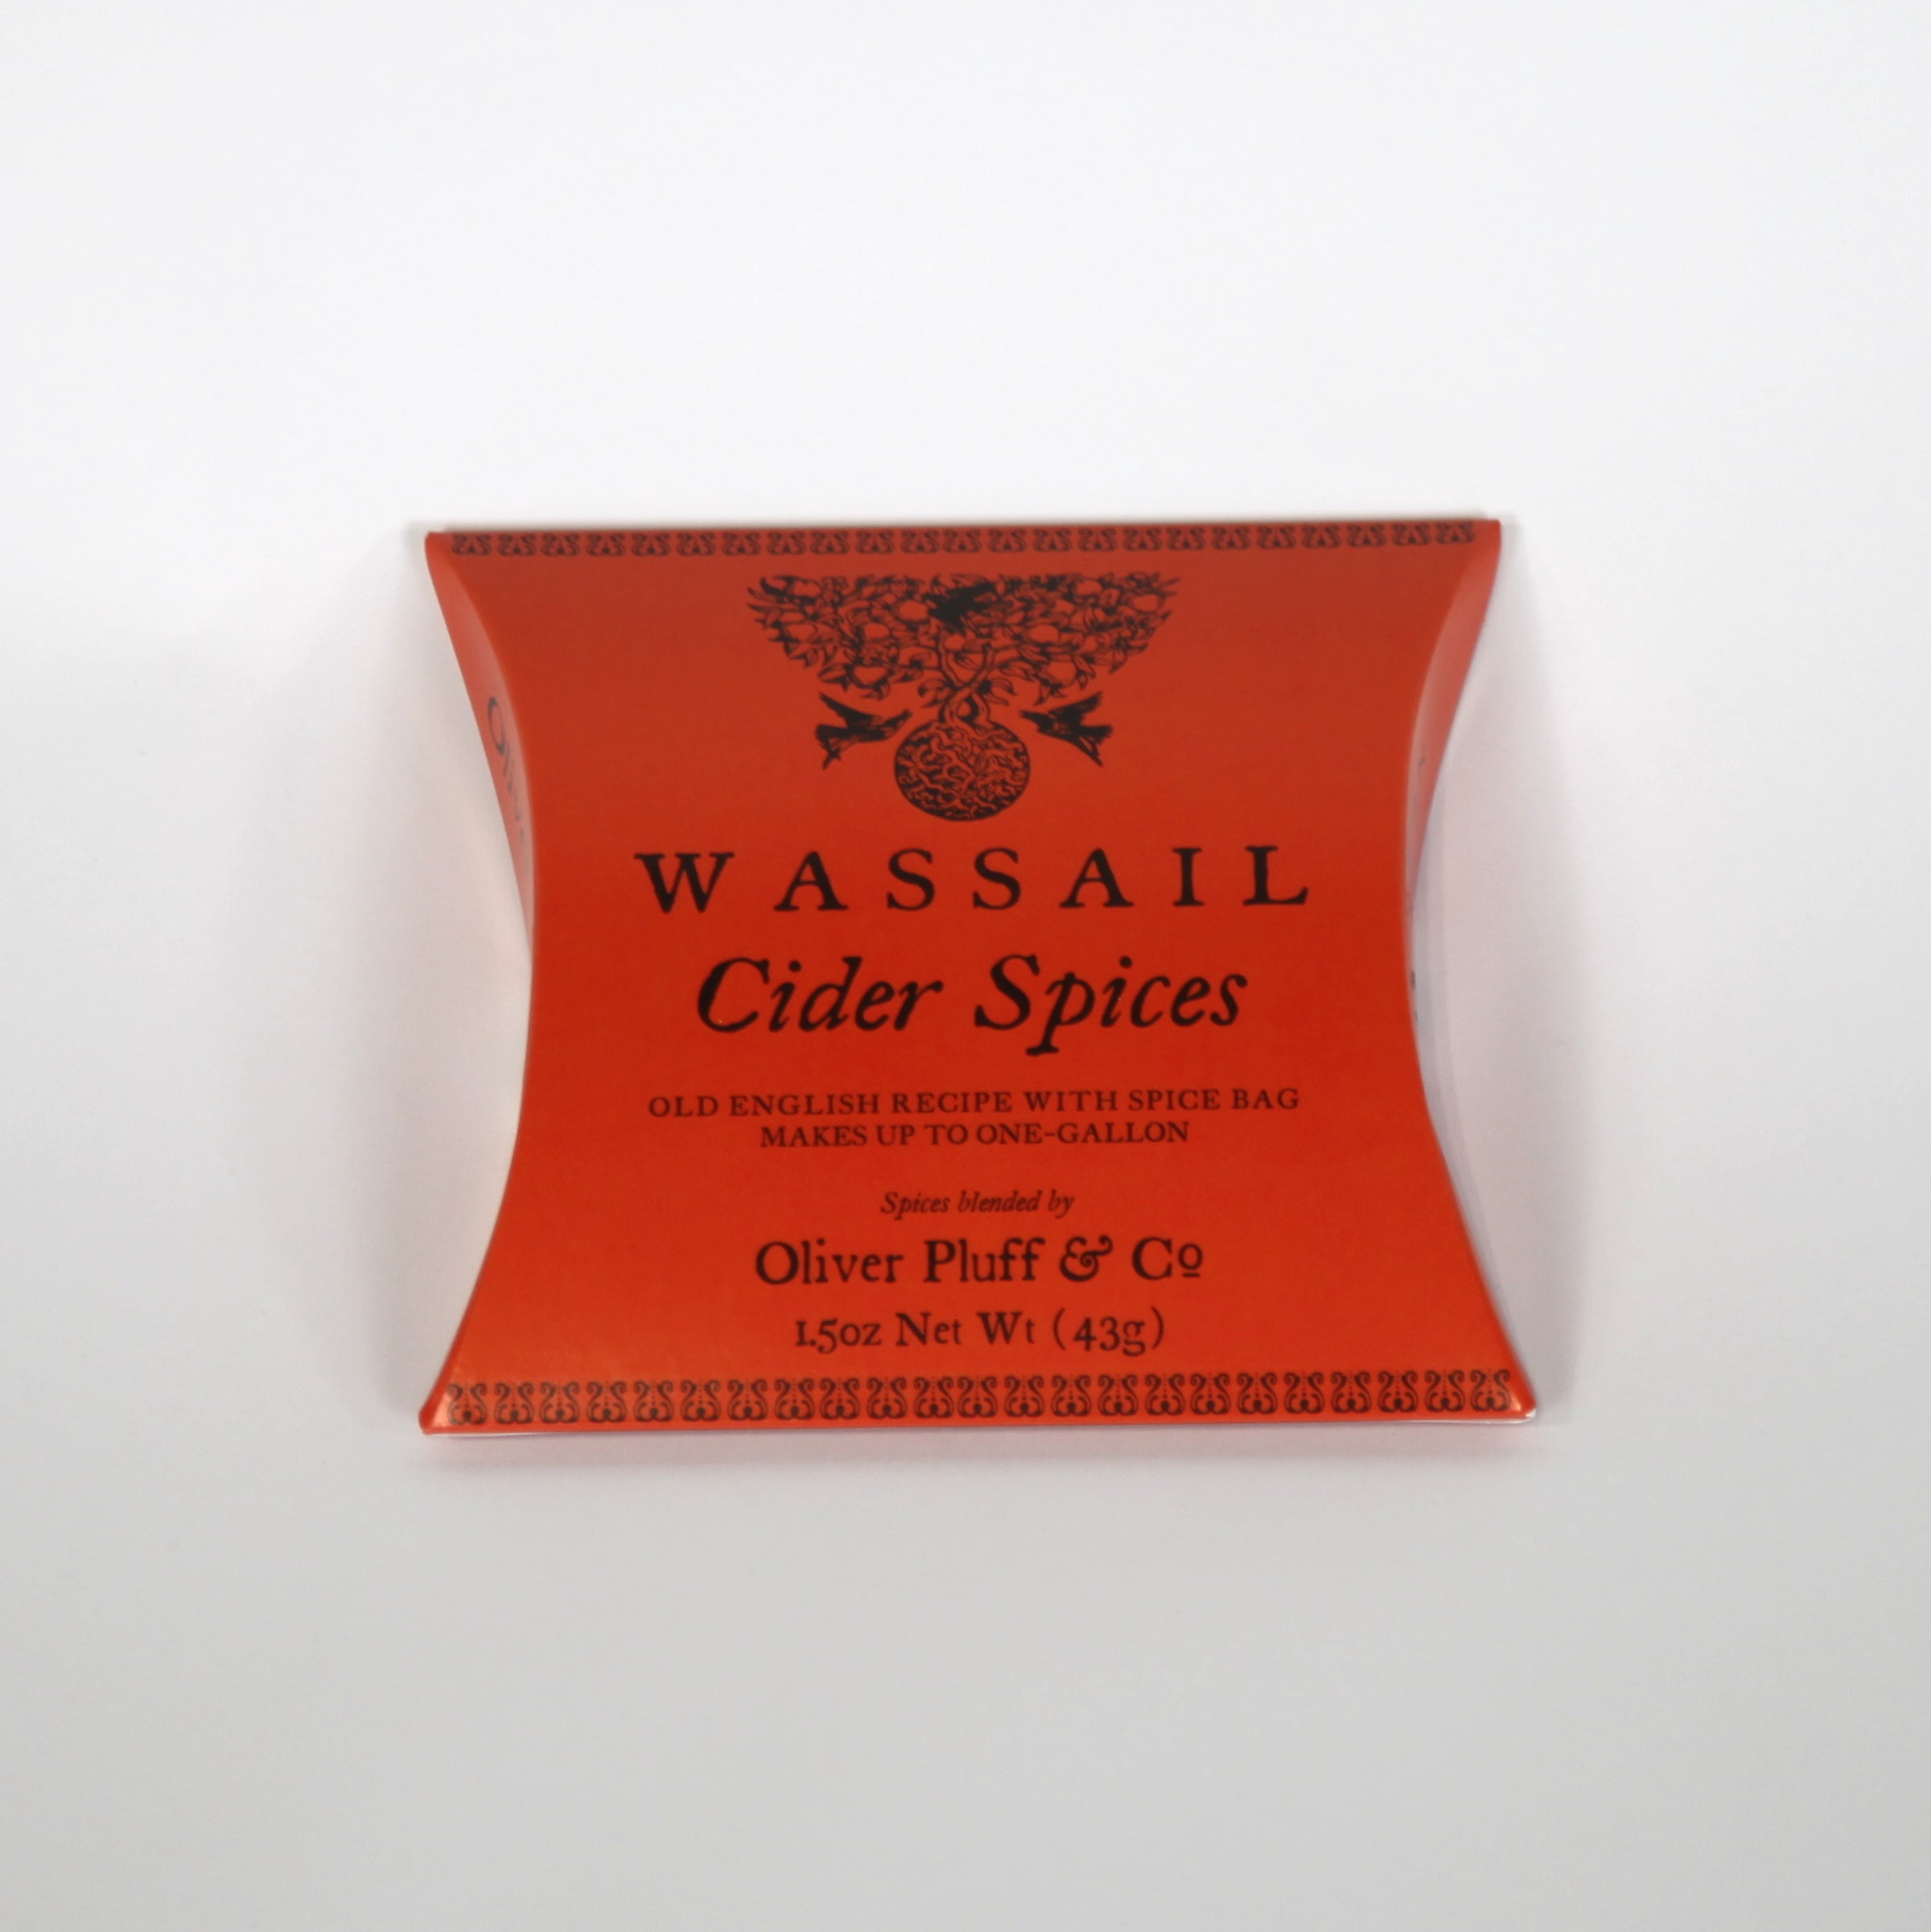 WASSAIL
Cider Spices
OLD ENGLISH RECIPE WITH SPICE BAG
MAKES UP TO ONE-GALLON
Spices blended by
Oliver Pluff & Cº
1.5oz Net Wt (43g)